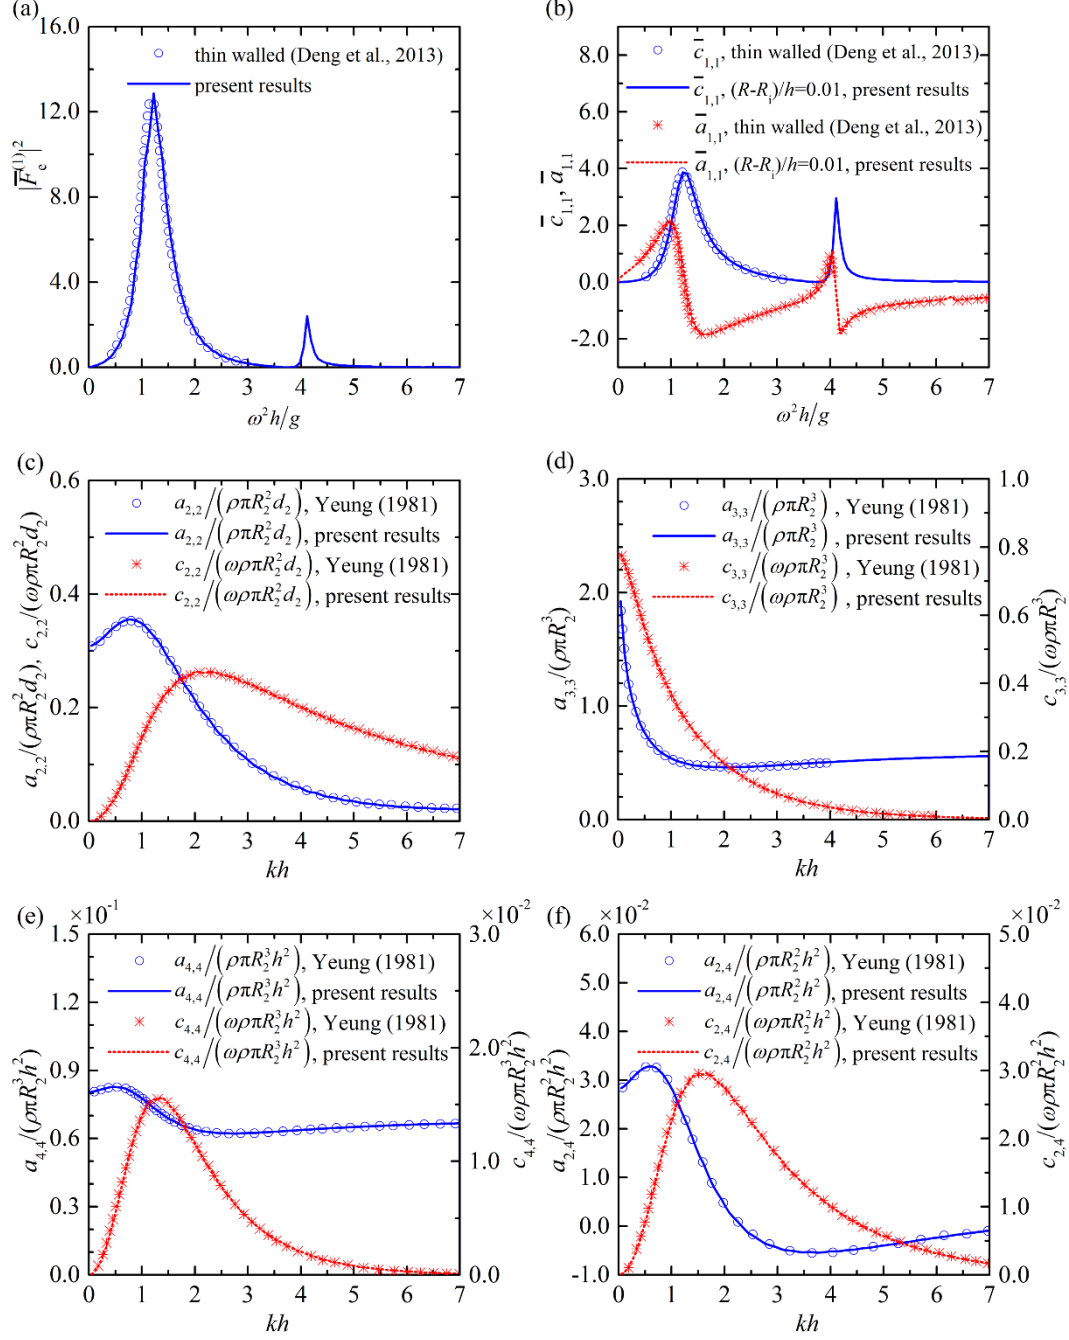 (a)
16.0
12.0
8.0
4.0
0.0
|F̅ₑ⁽¹⁾|²
thin walled (Deng et al., 2013)
present results
0 1 2 3 4 5 6 7
ω²h/g
(b)
8.0
6.0
4.0
2.0
0.0
-2.0
c̅₁,₁, a̅₁,₁
c̅₁,₁, thin walled (Deng et al., 2013)
c̅₁,₁, (R-Rᵢ)/h=0.01, present results
a̅₁,₁, thin walled (Deng et al., 2013)
a̅₁,₁, (R-Rᵢ)/h=0.01, present results
0 1 2 3 4 5 6 7
ω²h/g
(c)
0.6
0.4
0.2
0.0
a₂,₂/(ρπR₂²d₂), c₂,₂/(ωρπR₂²d₂)
a₂,₂/(ρπR₂²d₂), Yeung (1981)
a₂,₂/(ρπR₂²d₂), present results
c₂,₂/(ωρπR₂²d₂), Yeung (1981)
c₂,₂/(ωρπR₂²d₂), present results
0 1 2 3 4 5 6 7
kh
(d)
3.0
2.0
1.0
0.0
a₃,₃/(ρπR₂³)
a₃,₃/(ρπR₂³) , Yeung (1981)
a₃,₃/(ρπR₂³) , present results
c₃,₃/(ωρπR₂³) , Yeung (1981)
c₃,₃/(ωρπR₂³) , present results
1.0
0.8
0.6
0.4
0.2
0.0
c₃,₃/(ωρπR₂³)
0 1 2 3 4 5 6 7
kh
(e)
×10⁻¹
1.5
1.2
0.9
0.6
0.3
0.0
a₄,₄/(ρπR₂³h²)
a₄,₄/(ρπR₂³h²), Yeung (1981)
a₄,₄/(ρπR₂³h²), present results
c₄,₄/(ωρπR₂³h²), Yeung (1981)
c₄,₄/(ωρπR₂³h²), present results
×10⁻²
3.0
2.0
1.0
0.0
c₄,₄/(ωρπR₂³h²)
0 1 2 3 4 5 6 7
kh
(f)
×10⁻²
6.0
5.0
4.0
3.0
2.0
1.0
0.0
-1.0
a₂,₄/(ρπR₂²h²)
a₂,₄/(ρπR₂²h²), Yeung (1981)
a₂,₄/(ρπR₂²h²), present results
c₂,₄/(ωρπR₂²h²), Yeung (1981)
c₂,₄/(ωρπR₂²h²), present results
×10⁻²
5.0
4.0
3.0
2.0
1.0
0.0
c₂,₄/(ωρπR₂²h²)
0 1 2 3 4 5 6 7
kh